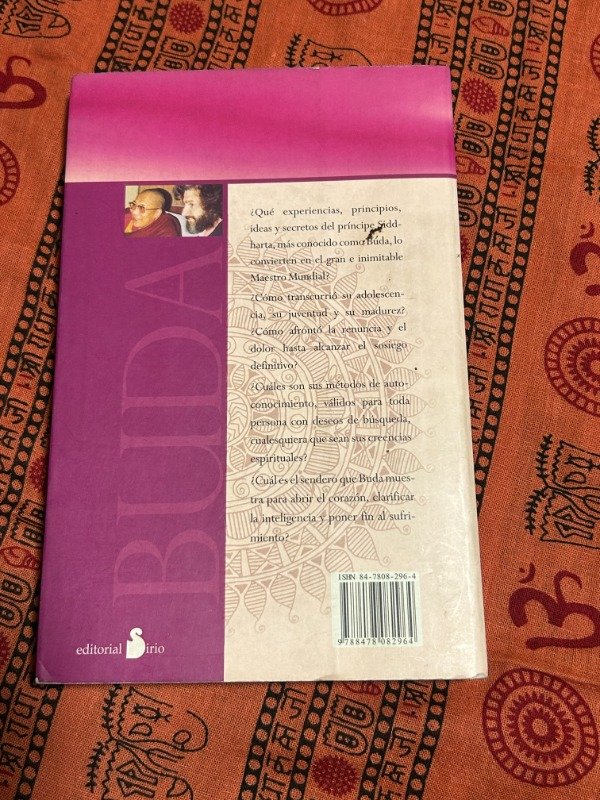 ¿Qué experiencias, principios,
ideas y secretos del príncipe Sidd-
harta, más conocido como Buda, lo
convierten en el gran e inimitable
Maestro Mundial?
¿Cómo transcurrió su adolescen-
cia, su juventud y su madurez?
¿Cómo afrontó la renuncia y el
dolor hasta alcanzar el sosiego
definitivo?
¿Cuáles son sus métodos de auto-
conocimiento, válidos para toda
persona con deseos de búsqueda,
cualesquiera que sean sus creencias
espirituales?
¿Cuál es el sendero que Buda mues-
tra para abrir el corazón, clarificar
la inteligencia y poner fin al sufri-
miento?
BUDA
editorial Sirio
ISBN 84-7808-296-4
9 788478 082964
ॐ